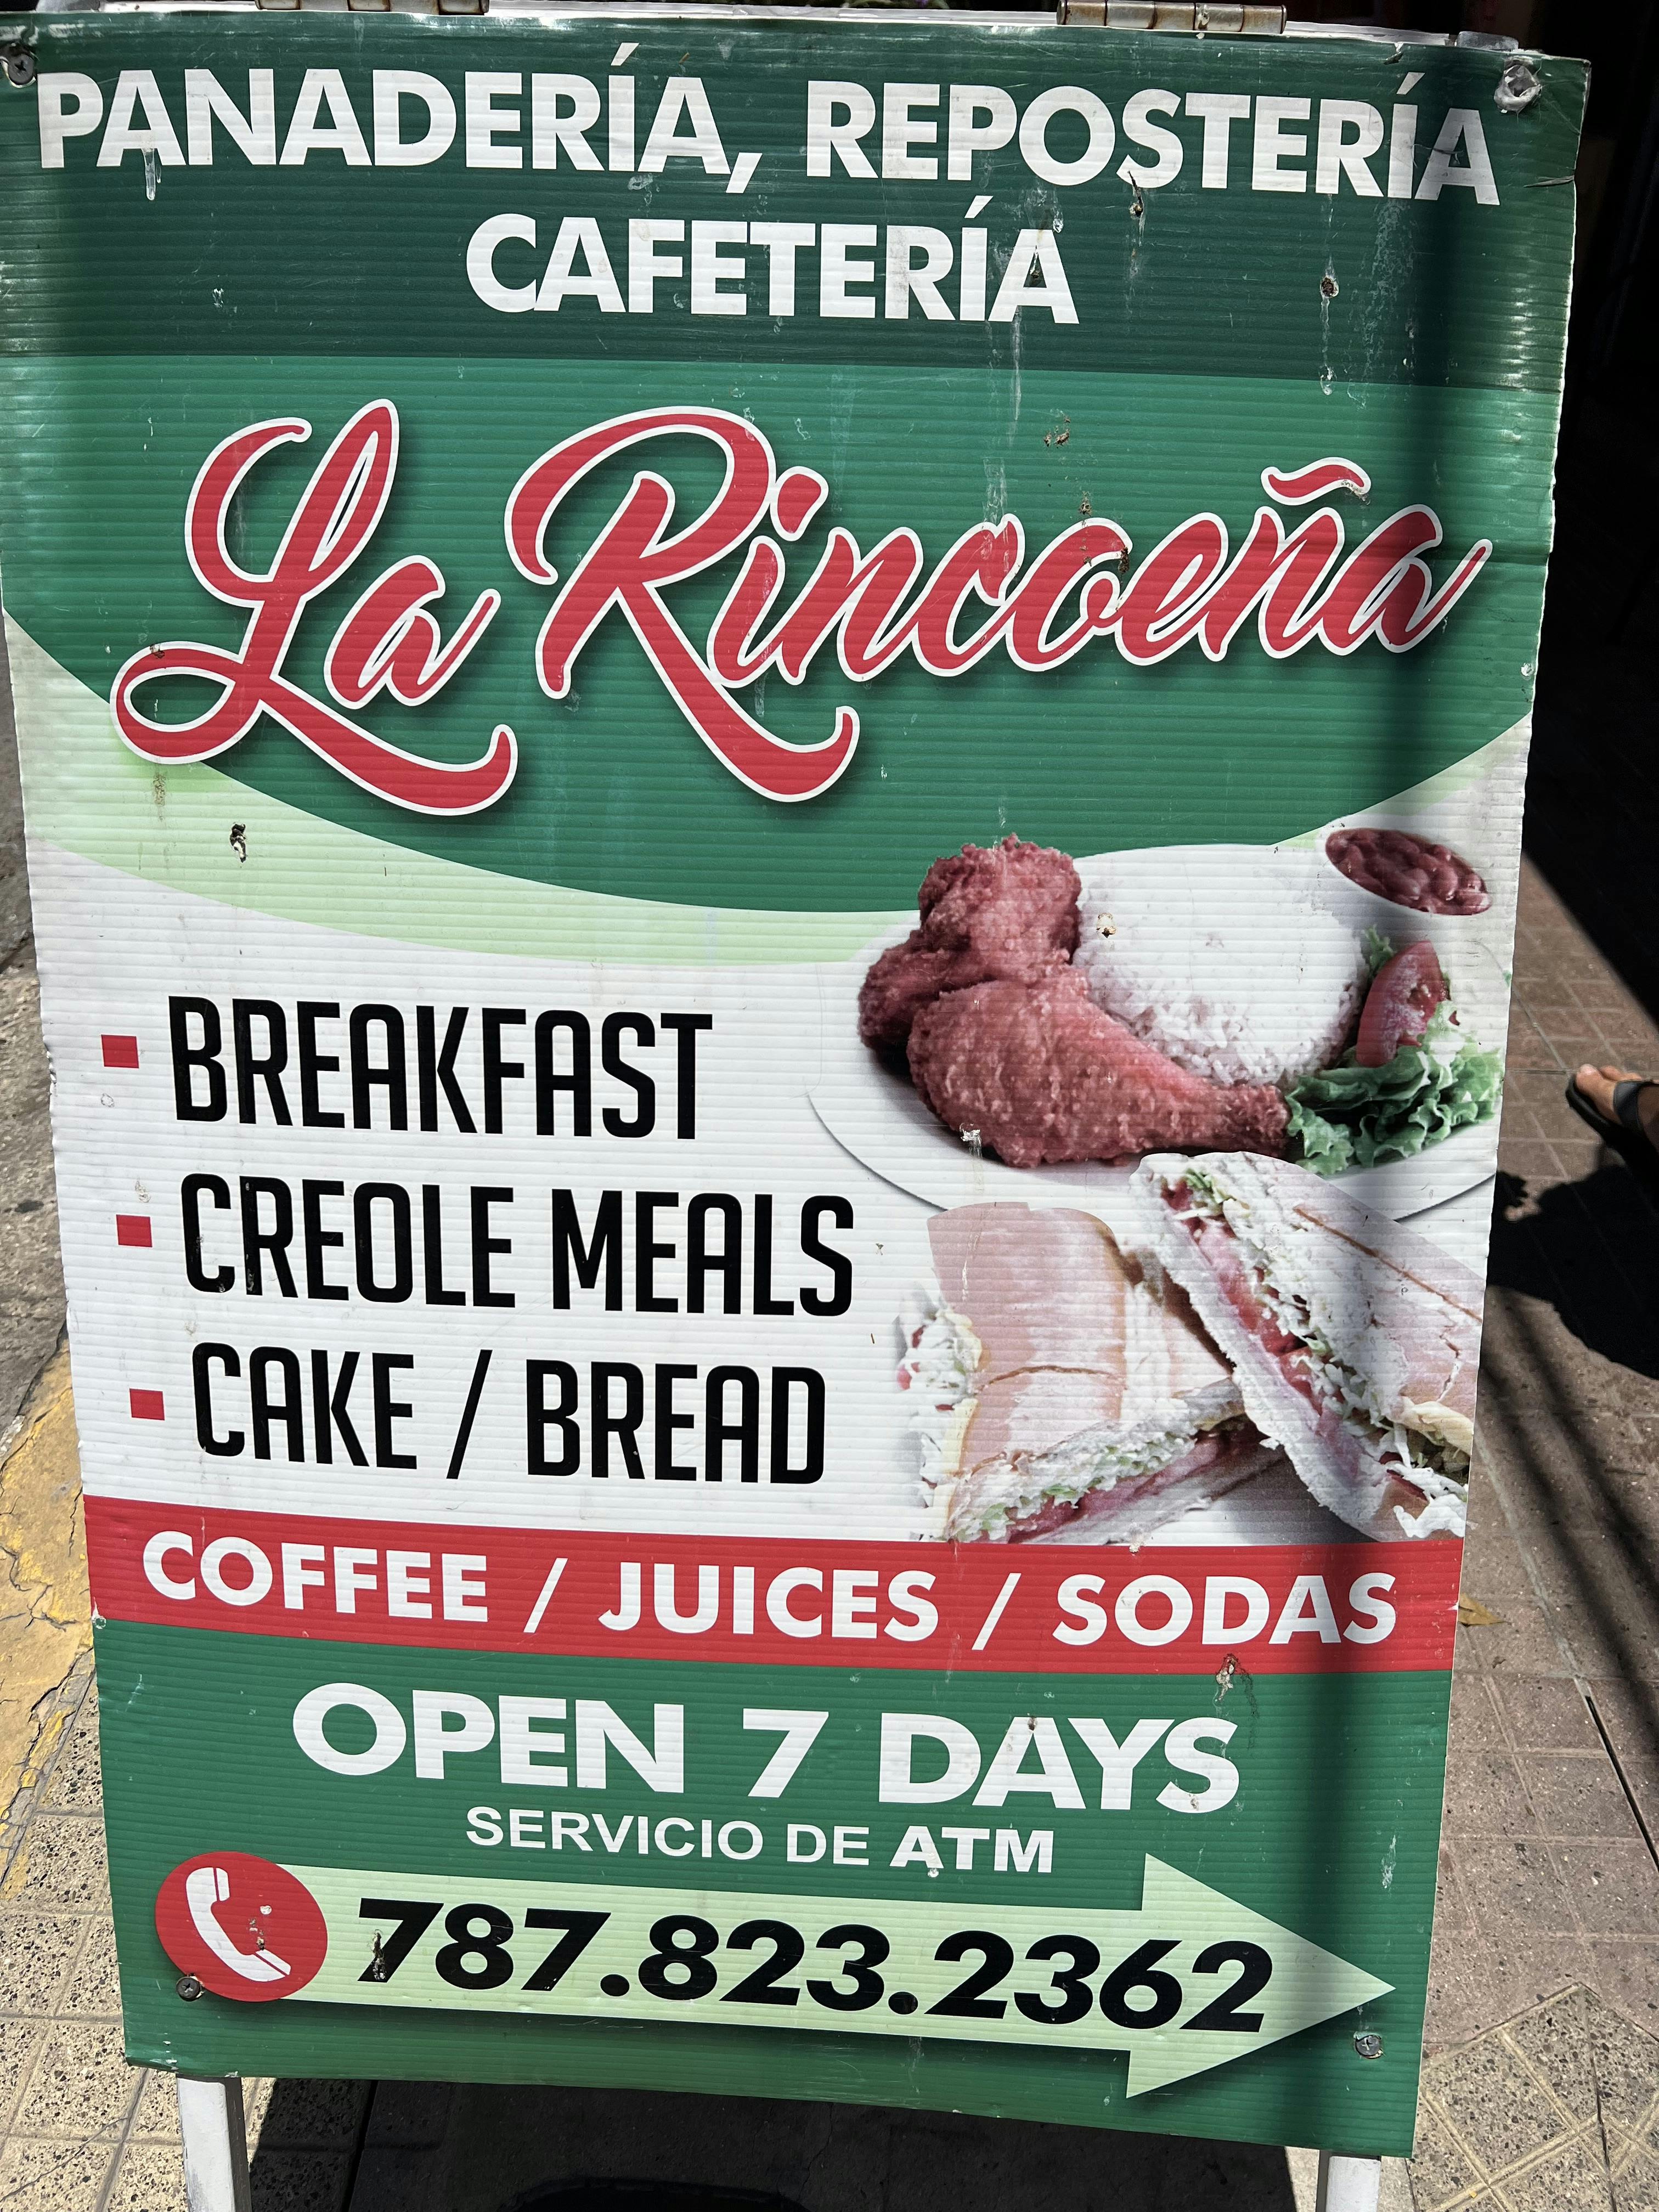 PANADERÍA, REPOSTERÍA
CAFETERÍA
La Rincoeña
BREAKFAST
CREOLE MEALS
CAKE / BREAD
COFFEE / JUICES / SODAS
OPEN 7 DAYS
SERVICIO DE ATM
787.823.2362